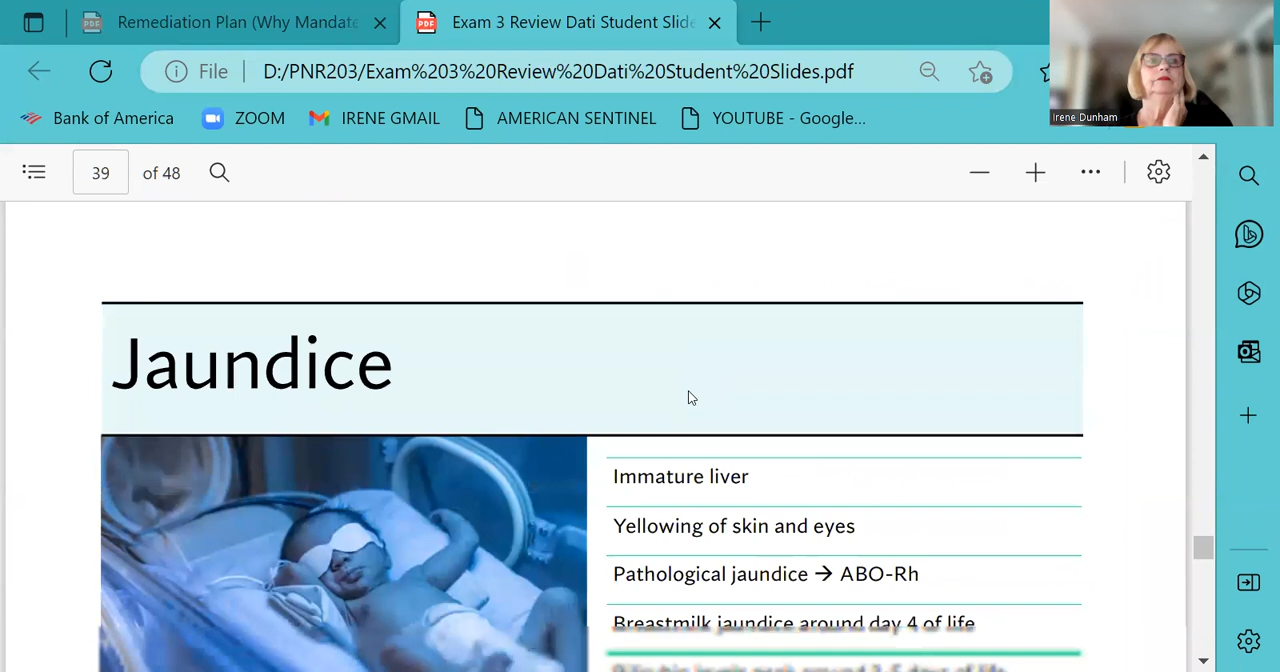 Remediation Plan (Why Mandate
Exam 3 Review Dati Student Slide
File
D:/PNR203/Exam%203%20Review%20Dati%20Student%20Slides.pdf
Bank of America
ZOOM
IRENE GMAIL
AMERICAN SENTINEL
YOUTUBE - Google...
Irene Dunham
39 of 48
Jaundice
Immature liver
Yellowing of skin and eyes
Pathological jaundice → ABO-Rh
Breastmilk jaundice around day 4 of life